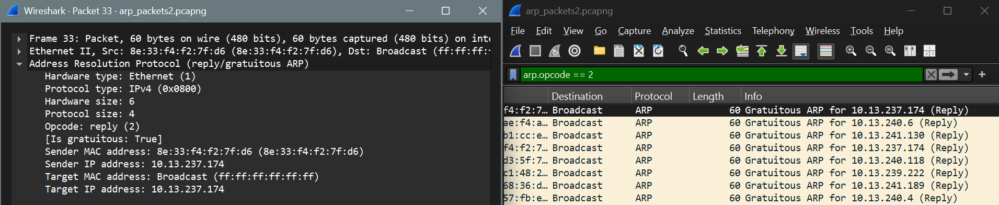 Wireshark · Packet 33 · arp_packets2.pcapng
Frame 33: Packet, 60 bytes on wire (480 bits), 60 bytes captured (480 bits) on inte
Ethernet II, Src: 8e:33:f4:f2:7f:d6 (8e:33:f4:f2:7f:d6), Dst: Broadcast (ff:ff:ff:
Address Resolution Protocol (reply/gratuitous ARP)
Hardware type: Ethernet (1)
Protocol type: IPv4 (0x0800)
Hardware size: 6
Protocol size: 4
Opcode: reply (2)
[Is gratuitous: True]
Sender MAC address: 8e:33:f4:f2:7f:d6 (8e:33:f4:f2:7f:d6)
Sender IP address: 10.13.237.174
Target MAC address: Broadcast (ff:ff:ff:ff:ff:ff)
Target IP address: 10.13.237.174
arp_packets2.pcapng
File Edit View Go Capture Analyze Statistics Telephony Wireless Tools Help
arp.opcode == 2
Destination Protocol Length Info
f4:f2:7… Broadcast ARP 60 Gratuitous ARP for 10.13.237.174 (Reply)
ae:f4:a… Broadcast ARP 60 Gratuitous ARP for 10.13.240.6 (Reply)
b1:cc:e… Broadcast ARP 60 Gratuitous ARP for 10.13.241.130 (Reply)
f4:f2:7… Broadcast ARP 60 Gratuitous ARP for 10.13.237.174 (Reply)
d3:5f:7… Broadcast ARP 60 Gratuitous ARP for 10.13.240.118 (Reply)
c1:48:2… Broadcast ARP 60 Gratuitous ARP for 10.13.239.222 (Reply)
68:36:d… Broadcast ARP 60 Gratuitous ARP for 10.13.241.189 (Reply)
57:fb:e… Broadcast ARP 60 Gratuitous ARP for 10.13.240.4 (Reply)